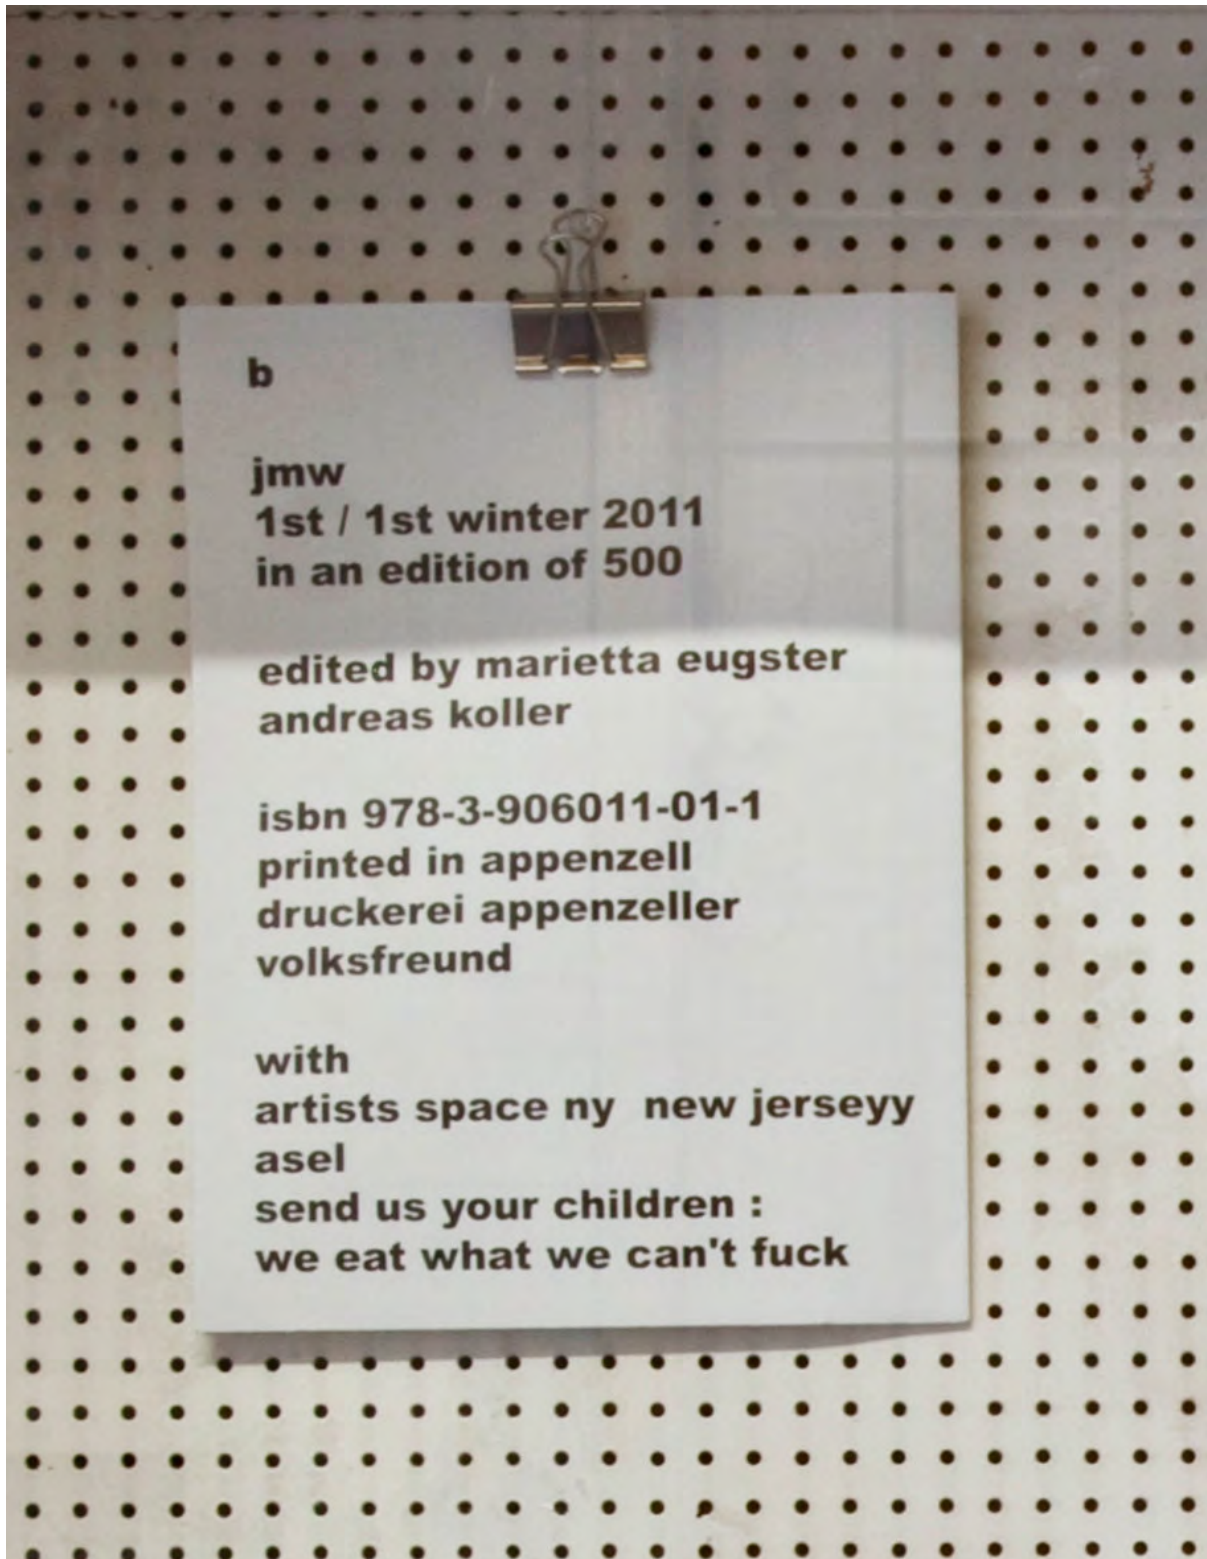 b
jmw
1st / 1st winter 2011
in an edition of 500
edited by marietta eugster
andreas koller
isbn 978-3-906011-01-1
printed in appenzell
druckerei appenzeller
volksfreund
with
artists space ny  new jerseyy
asel
send us your children :
we eat what we can't fuck